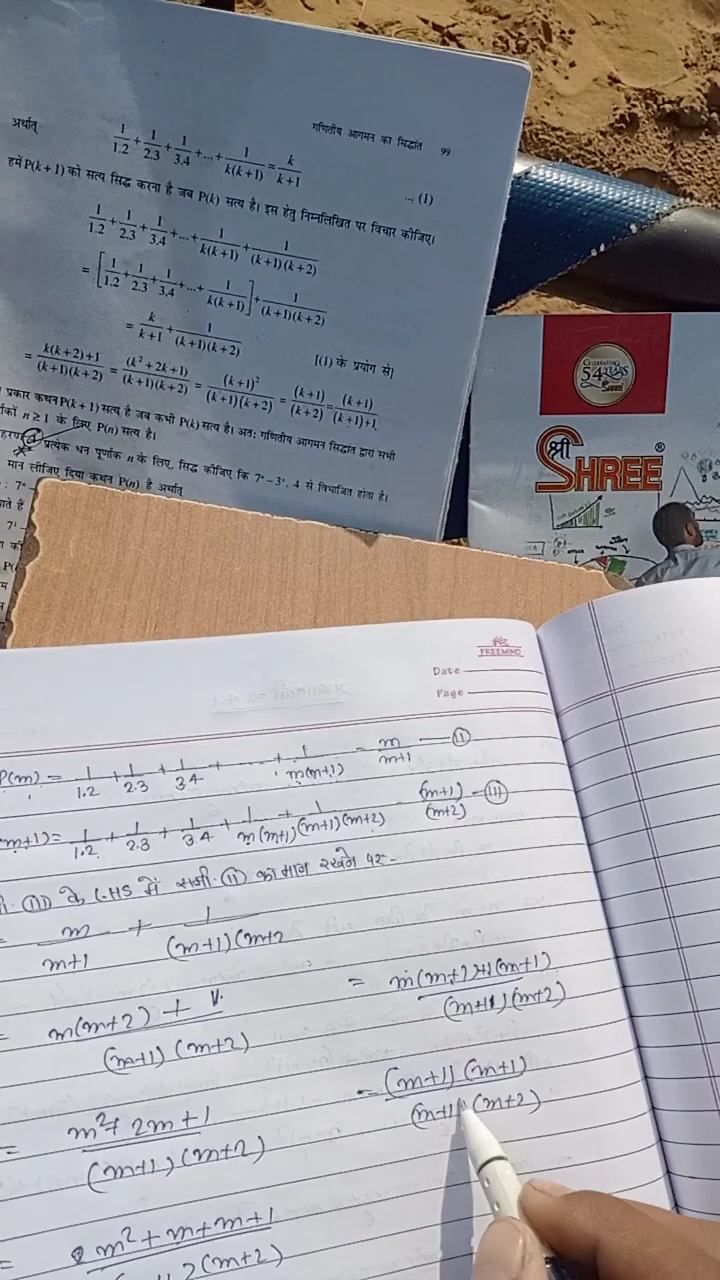 गणितीय आगमन का सिद्धांत 99
अर्थात्
1/1.2 + 1/2.3 + 1/3.4 + ... + 1/k(k+1) = k/k+1 ... (1)
हमें P(k+1) को सत्य सिद्ध करना है जब P(k) सत्य है। इस हेतु निम्नलिखित पर विचार कीजिए।
1/1.2 + 1/2.3 + 1/3.4 + ... + 1/k(k+1) + 1/(k+1)(k+2)
= [1/1.2 + 1/2.3 + 1/3.4 + ... + 1/k(k+1)] + 1/(k+1)(k+2)
= k/k+1 + 1/(k+1)(k+2) [(1) के प्रयोग से]
= k(k+2)+1/(k+1)(k+2) = (k²+2k+1)/(k+1)(k+2) = (k+1)²/(k+1)(k+2) = (k+1)/(k+2) = (k+1)/(k+1)+1
प्रकार कथन P(k+1) सत्य है जब कभी P(k) सत्य है। अतः गणितीय आगमन सिद्धांत द्वारा सभी
n ≥ 1 के लिए P(n) सत्य है।
प्रत्येक धन पूर्णांक n के लिए, सिद्ध कीजिए कि 7ⁿ – 3ⁿ, 4 से विभाजित होता है।
मान लीजिए दिया कथन P(n) है अर्थात्
: 7ⁿ
7¹ –
CELEBRATING
54 YEARS
श्री
SHREE®
FREEMIND
Date
Page
P(m) = 1/1.2 + 1/2.3 + 1/3.4 + ... + 1/m(m+1) = m/m+1 — (II)
m+1) = 1/1.2 + 1/2.3 + 1/3.4 + 1... + 1/m(m+1)(m+1)(m+2) = (m+1)/(m+2) — (III)
(III) के LHS में समी. (II) का मान रखने पर -
= m/m+1 + 1/(m+1)(m+2
= m(m+2) + 1/(m+1)(m+2)
= m²+2m+1/(m+1)(m+2)
= m²+m+m+1/(m+2)
= m(m+1)+1(m+1)/(m+1)(m+2)
= (m+1)(m+1)/(m+1)(m+2)